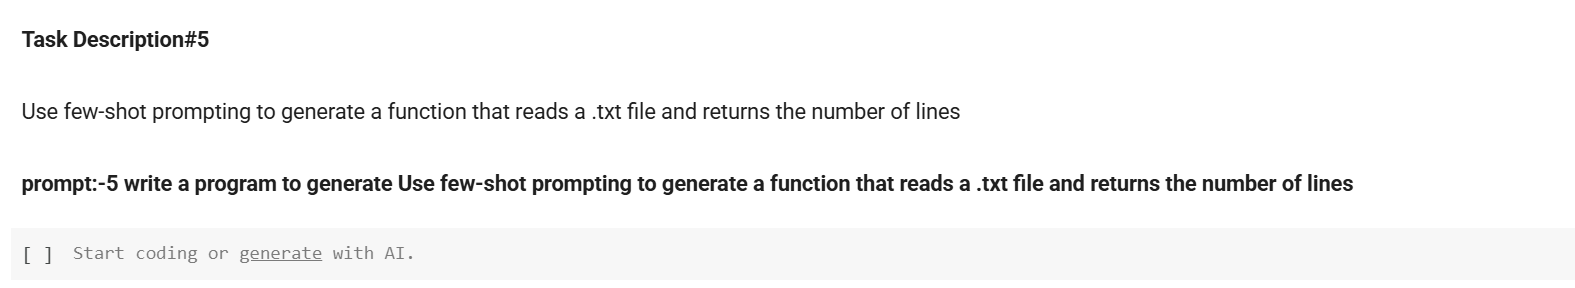 Task Description#5
Use few-shot prompting to generate a function that reads a .txt file and returns the number of lines
prompt:-5 write a program to generate Use few-shot prompting to generate a function that reads a .txt file and returns the number of lines
[ ] Start coding or generate with AI.